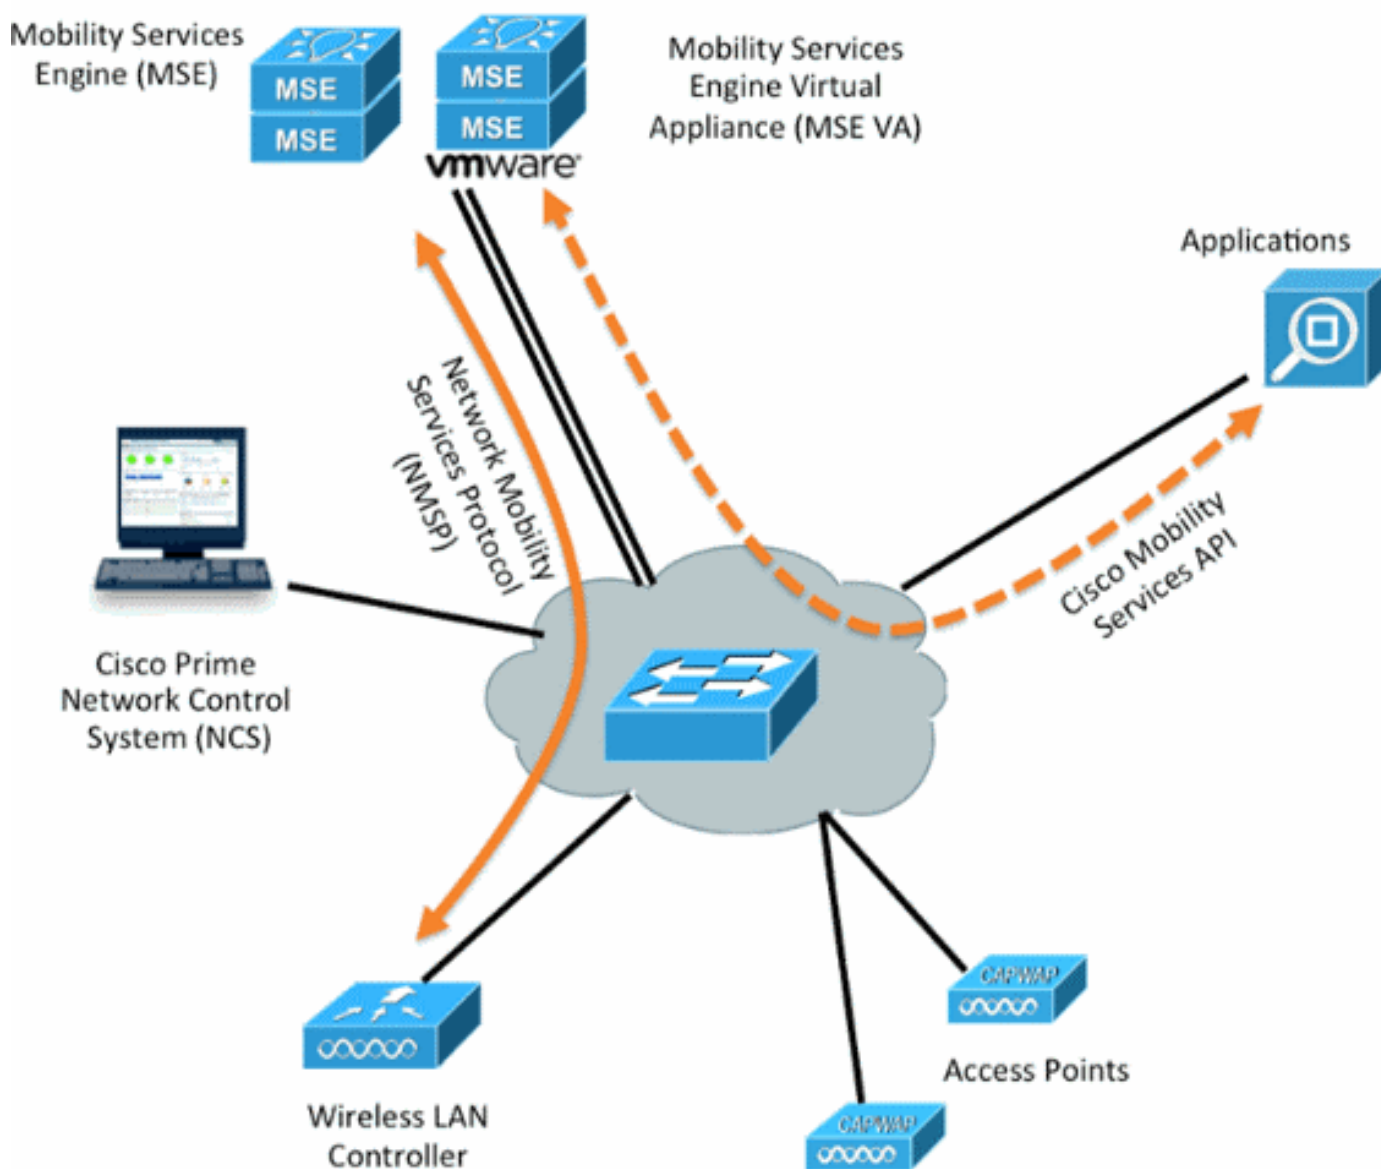 Mobility Services
Engine (MSE)
MSE
MSE
MSE
MSE
vmware
Mobility Services
Engine Virtual
Appliance (MSE VA)
Applications
Network Mobility
Services Protocol
(NMSP)
Cisco Mobility
Services API
Cisco Prime
Network Control
System (NCS)
CAPWAP
Access Points
CAPWAP
Wireless LAN
Controller